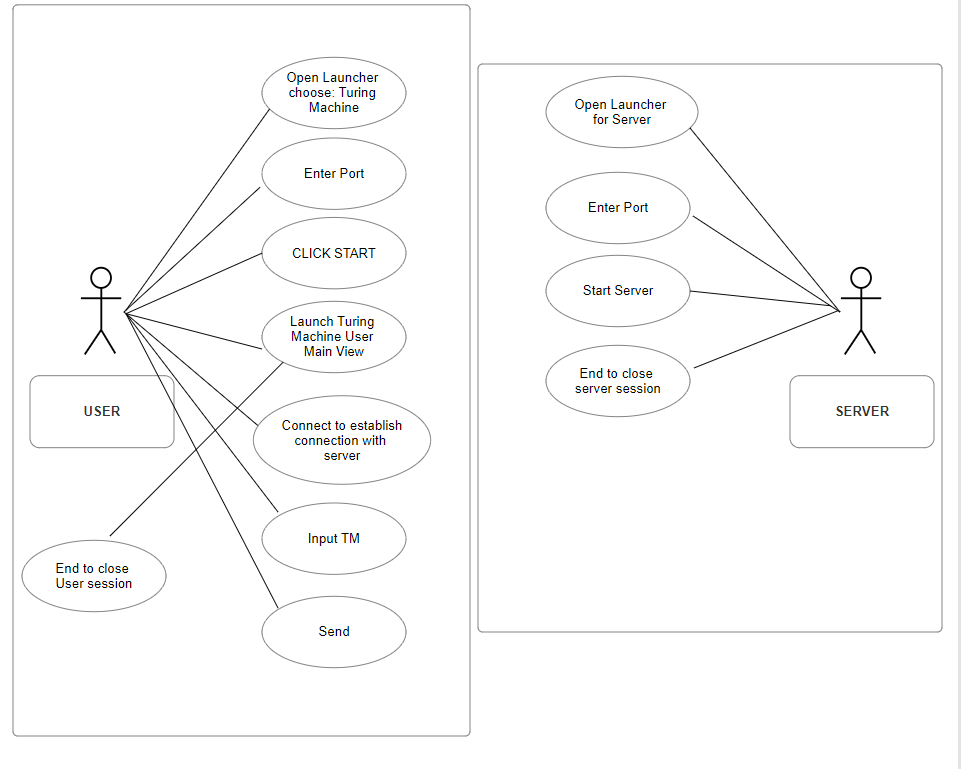 Open Launcher
choose: Turing
Machine
Enter Port
CLICK START
Launch Turing
Machine User
Main View
USER
Connect to establish
connection with
server
Input TM
End to close
User session
Send
Open Launcher
for Server
Enter Port
Start Server
End to close
server session
SERVER